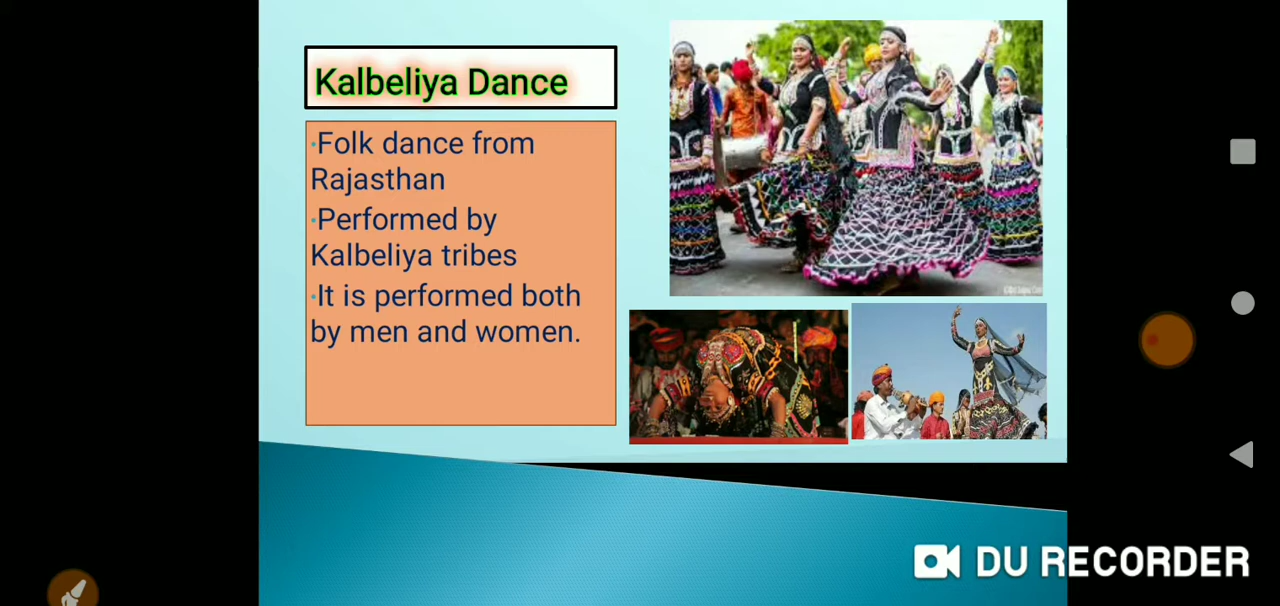 Kalbeliya Dance
·Folk dance from
Rajasthan
·Performed by
Kalbeliya tribes
·It is performed both
by men and women.
DU RECORDER